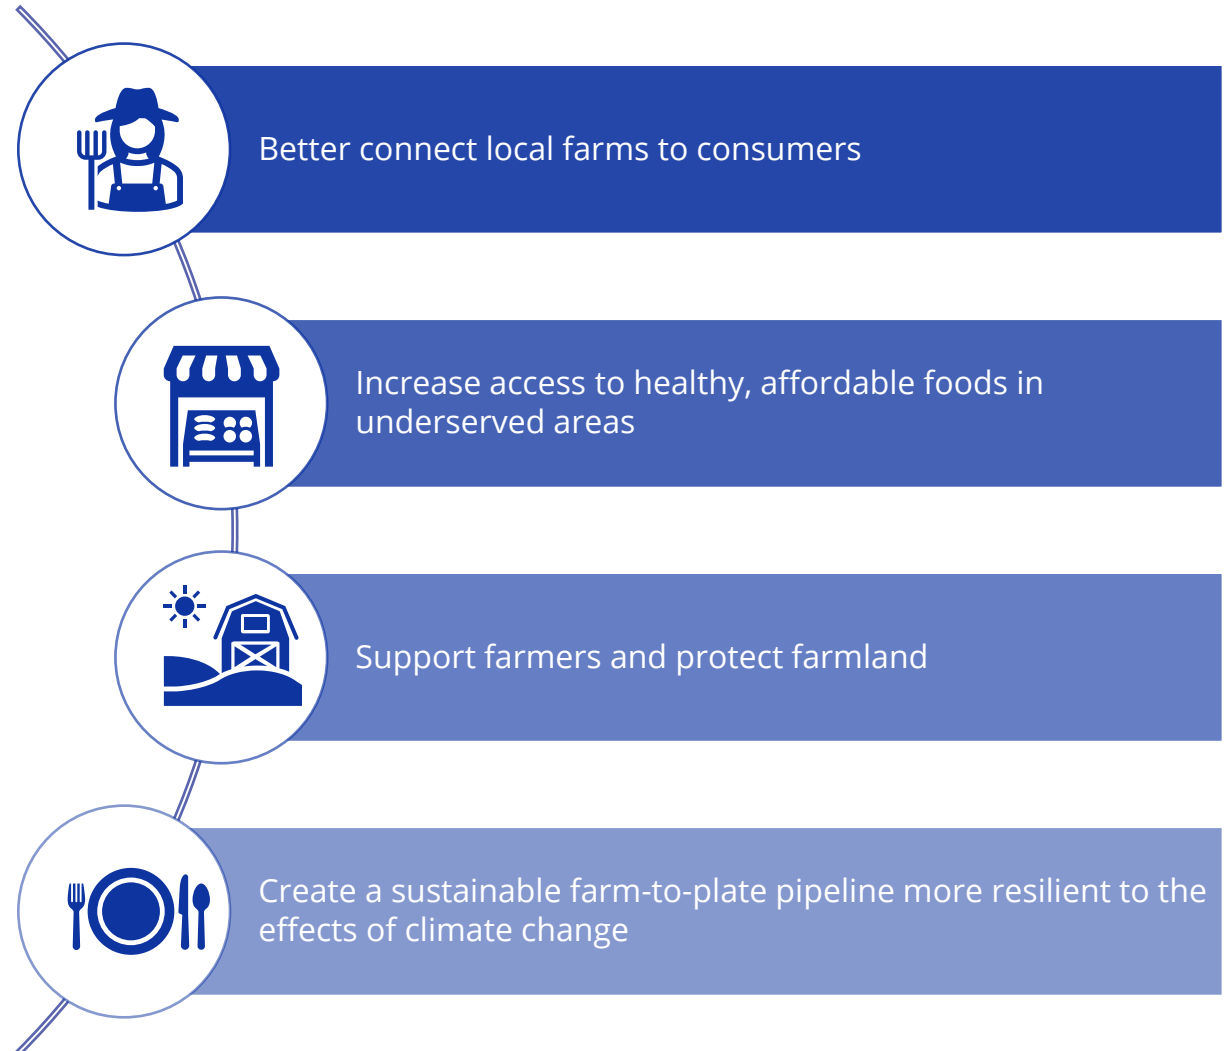 Better connect local farms to consumers
Increase access to healthy, affordable foods in
underserved areas
Support farmers and protect farmland
Create a sustainable farm-to-plate pipeline more resilient to the
effects of climate change